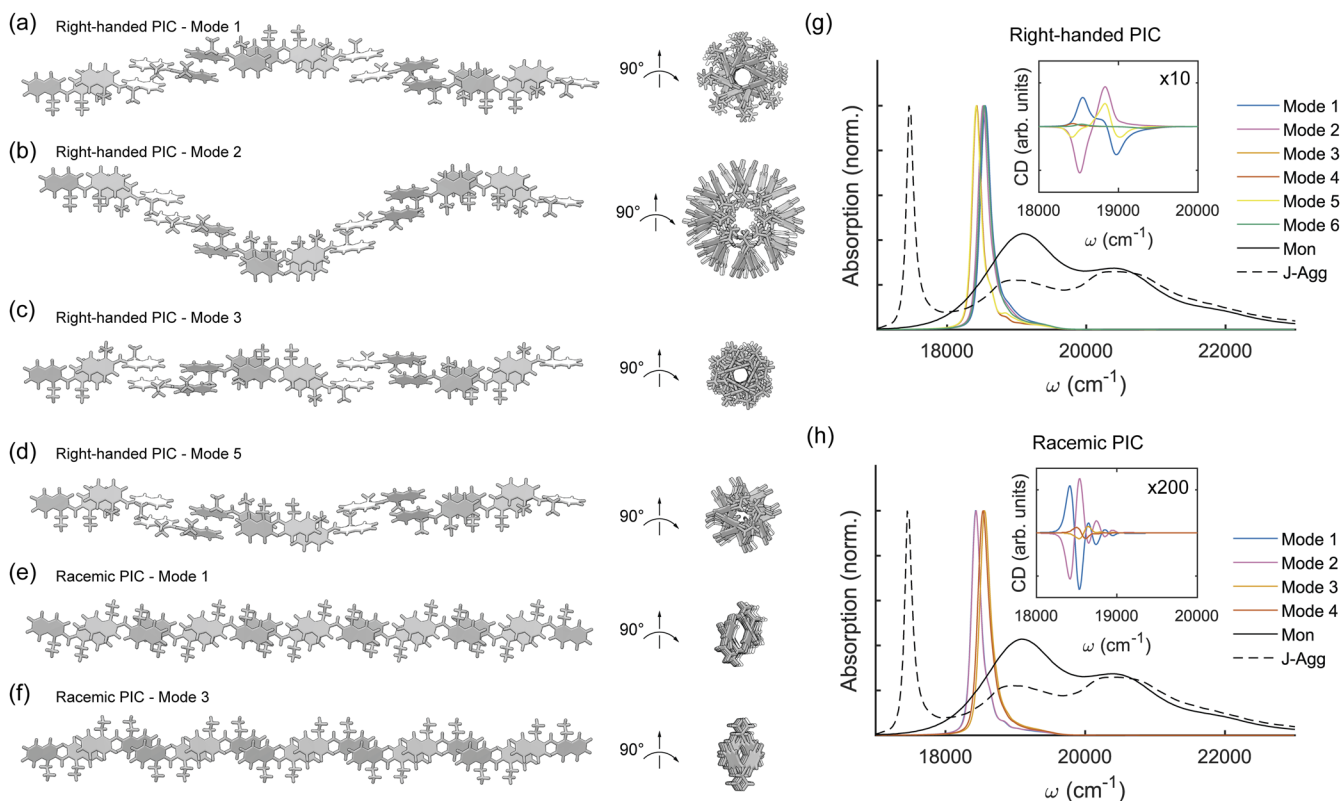 (a) Right-handed PIC - Mode 1
90°
(b) Right-handed PIC - Mode 2
90°
(c) Right-handed PIC - Mode 3
90°
(d) Right-handed PIC - Mode 5
90°
(e) Racemic PIC - Mode 1
90°
(f) Racemic PIC - Mode 3
90°
(g)
Right-handed PIC
Absorption (norm.)
CD (arb. units)
x10
18000 19000 20000
ω (cm⁻¹)
18000 20000 22000
ω (cm⁻¹)
Mode 1
Mode 2
Mode 3
Mode 4
Mode 5
Mode 6
Mon
J-Agg
(h)
Racemic PIC
Absorption (norm.)
CD (arb. units)
x200
18000 19000 20000
ω (cm⁻¹)
18000 20000 22000
ω (cm⁻¹)
Mode 1
Mode 2
Mode 3
Mode 4
Mon
J-Agg